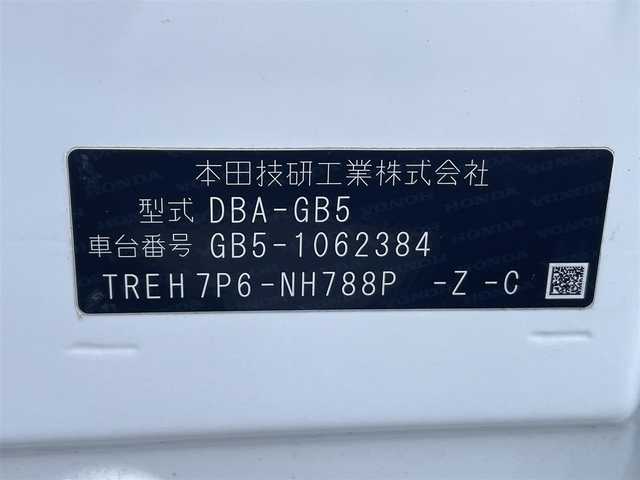 本田技研工業株式会社
型式 DBA-GB5
車台番号 GB5-1062384
TREH7P6-NH788P -Z-C